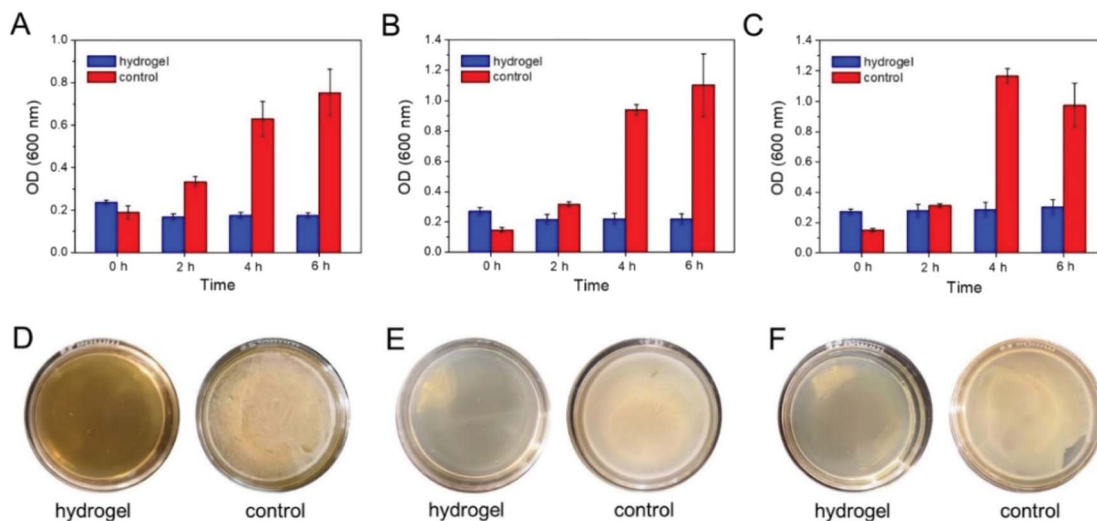 A
1.0
0.8
0.6
0.4
0.2
0.0
OD (600 nm)
hydrogel
control
0 h 2 h 4 h 6 h
Time
B
1.4
1.2
1.0
0.8
0.6
0.4
0.2
0.0
OD (600 nm)
hydrogel
control
0 h 2 h 4 h 6 h
Time
C
1.4
1.2
1.0
0.8
0.6
0.4
0.2
0.0
OD (600 nm)
hydrogel
control
0 h 2 h 4 h 6 h
Time
D
hydrogel control
E
hydrogel control
F
hydrogel control